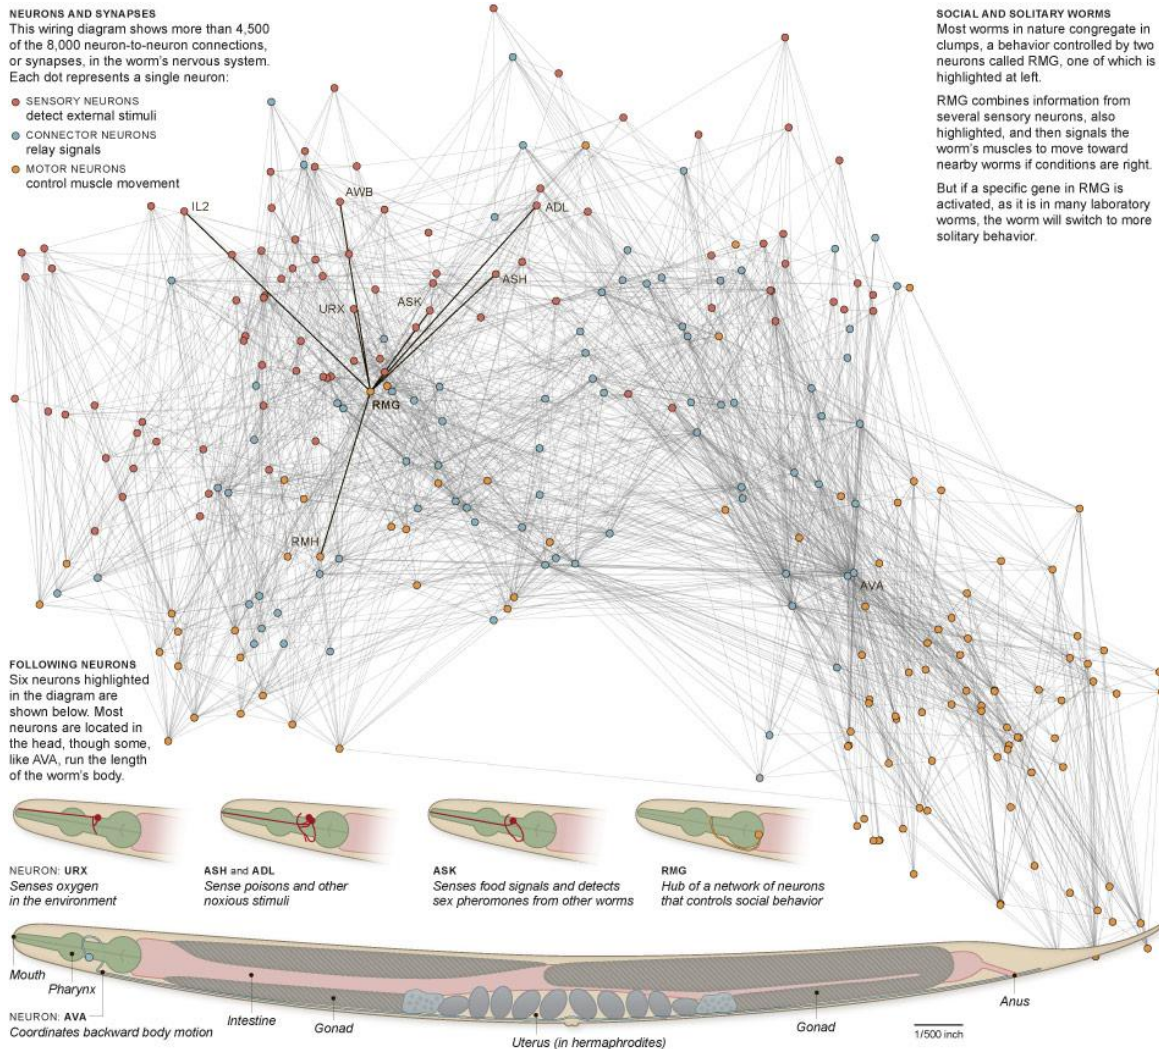 NEURONS AND SYNAPSES
This wiring diagram shows more than 4,500
of the 8,000 neuron-to-neuron connections,
or synapses, in the worm's nervous system.
Each dot represents a single neuron:
SENSORY NEURONS
detect external stimuli
CONNECTOR NEURONS
relay signals
MOTOR NEURONS
control muscle movement
SOCIAL AND SOLITARY WORMS
Most worms in nature congregate in
clumps, a behavior controlled by two
neurons called RMG, one of which is
highlighted at left.
RMG combines information from
several sensory neurons, also
highlighted, and then signals the
worm's muscles to move toward
nearby worms if conditions are right.
But if a specific gene in RMG is
activated, as it is in many laboratory
worms, the worm will switch to more
solitary behavior.
IL2
AWB
ADL
ASH
URX
ASK
RMG
RMH
AVA
FOLLOWING NEURONS
Six neurons highlighted
in the diagram are
shown below. Most
neurons are located in
the head, though some,
like AVA, run the length
of the worm's body.
NEURON: URX
Senses oxygen
in the environment
ASH and ADL
Sense poisons and other
noxious stimuli
ASK
Senses food signals and detects
sex pheromones from other worms
RMG
Hub of a network of neurons
that controls social behavior
Mouth
Pharynx
NEURON: AVA
Coordinates backward body motion
Intestine
Gonad
Uterus (in hermaphrodites)
Gonad
Anus
1/500 inch